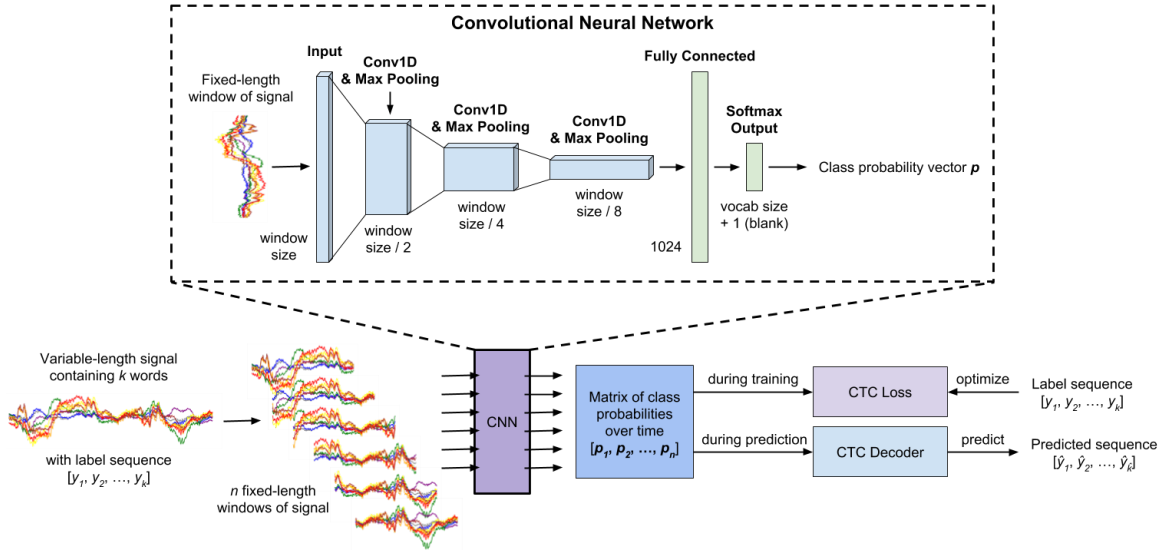 Convolutional Neural Network
Input
Fixed-length
window of signal
Conv1D
& Max Pooling
Conv1D
& Max Pooling
Conv1D
& Max Pooling
Fully Connected
Softmax
Output
Class probability vector p
window
size
window
size / 2
window
size / 4
window
size / 8
1024
vocab size
+ 1 (blank)
Variable-length signal
containing k words
with label sequence
[y₁, y₂, …, yₖ]
n fixed-length
windows of signal
CNN
Matrix of class
probabilities
over time
[p₁, p₂, …, pₙ]
during training
CTC Loss
optimize
Label sequence
[y₁, y₂, …, yₖ]
during prediction
CTC Decoder
predict
Predicted sequence
[ŷ₁, ŷ₂, …, ŷₖ̂]